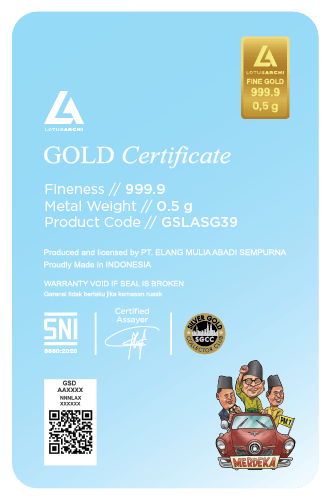 LOTUSARCHI
FINE GOLD
999.9
0,5 g
LOTUSARCHI
GOLD Certificate
Fineness // 999.9
Metal Weight // 0.5 g
Product Code // GSLASG39
Produced and licensed by PT. ELANG MULIA ABADI SEMPURNA
Proudly Made in INDONESIA
WARRANTY VOID IF SEAL IS BROKEN
Garansi tidak berlaku jika kemasan rusak
SNI
8880:2020
Certified
Assayer
SILVER GOLD
SGCC
COLLECTOR
GSD
AAXXXX
NNNLAX
XXXXXX
MERDEKA